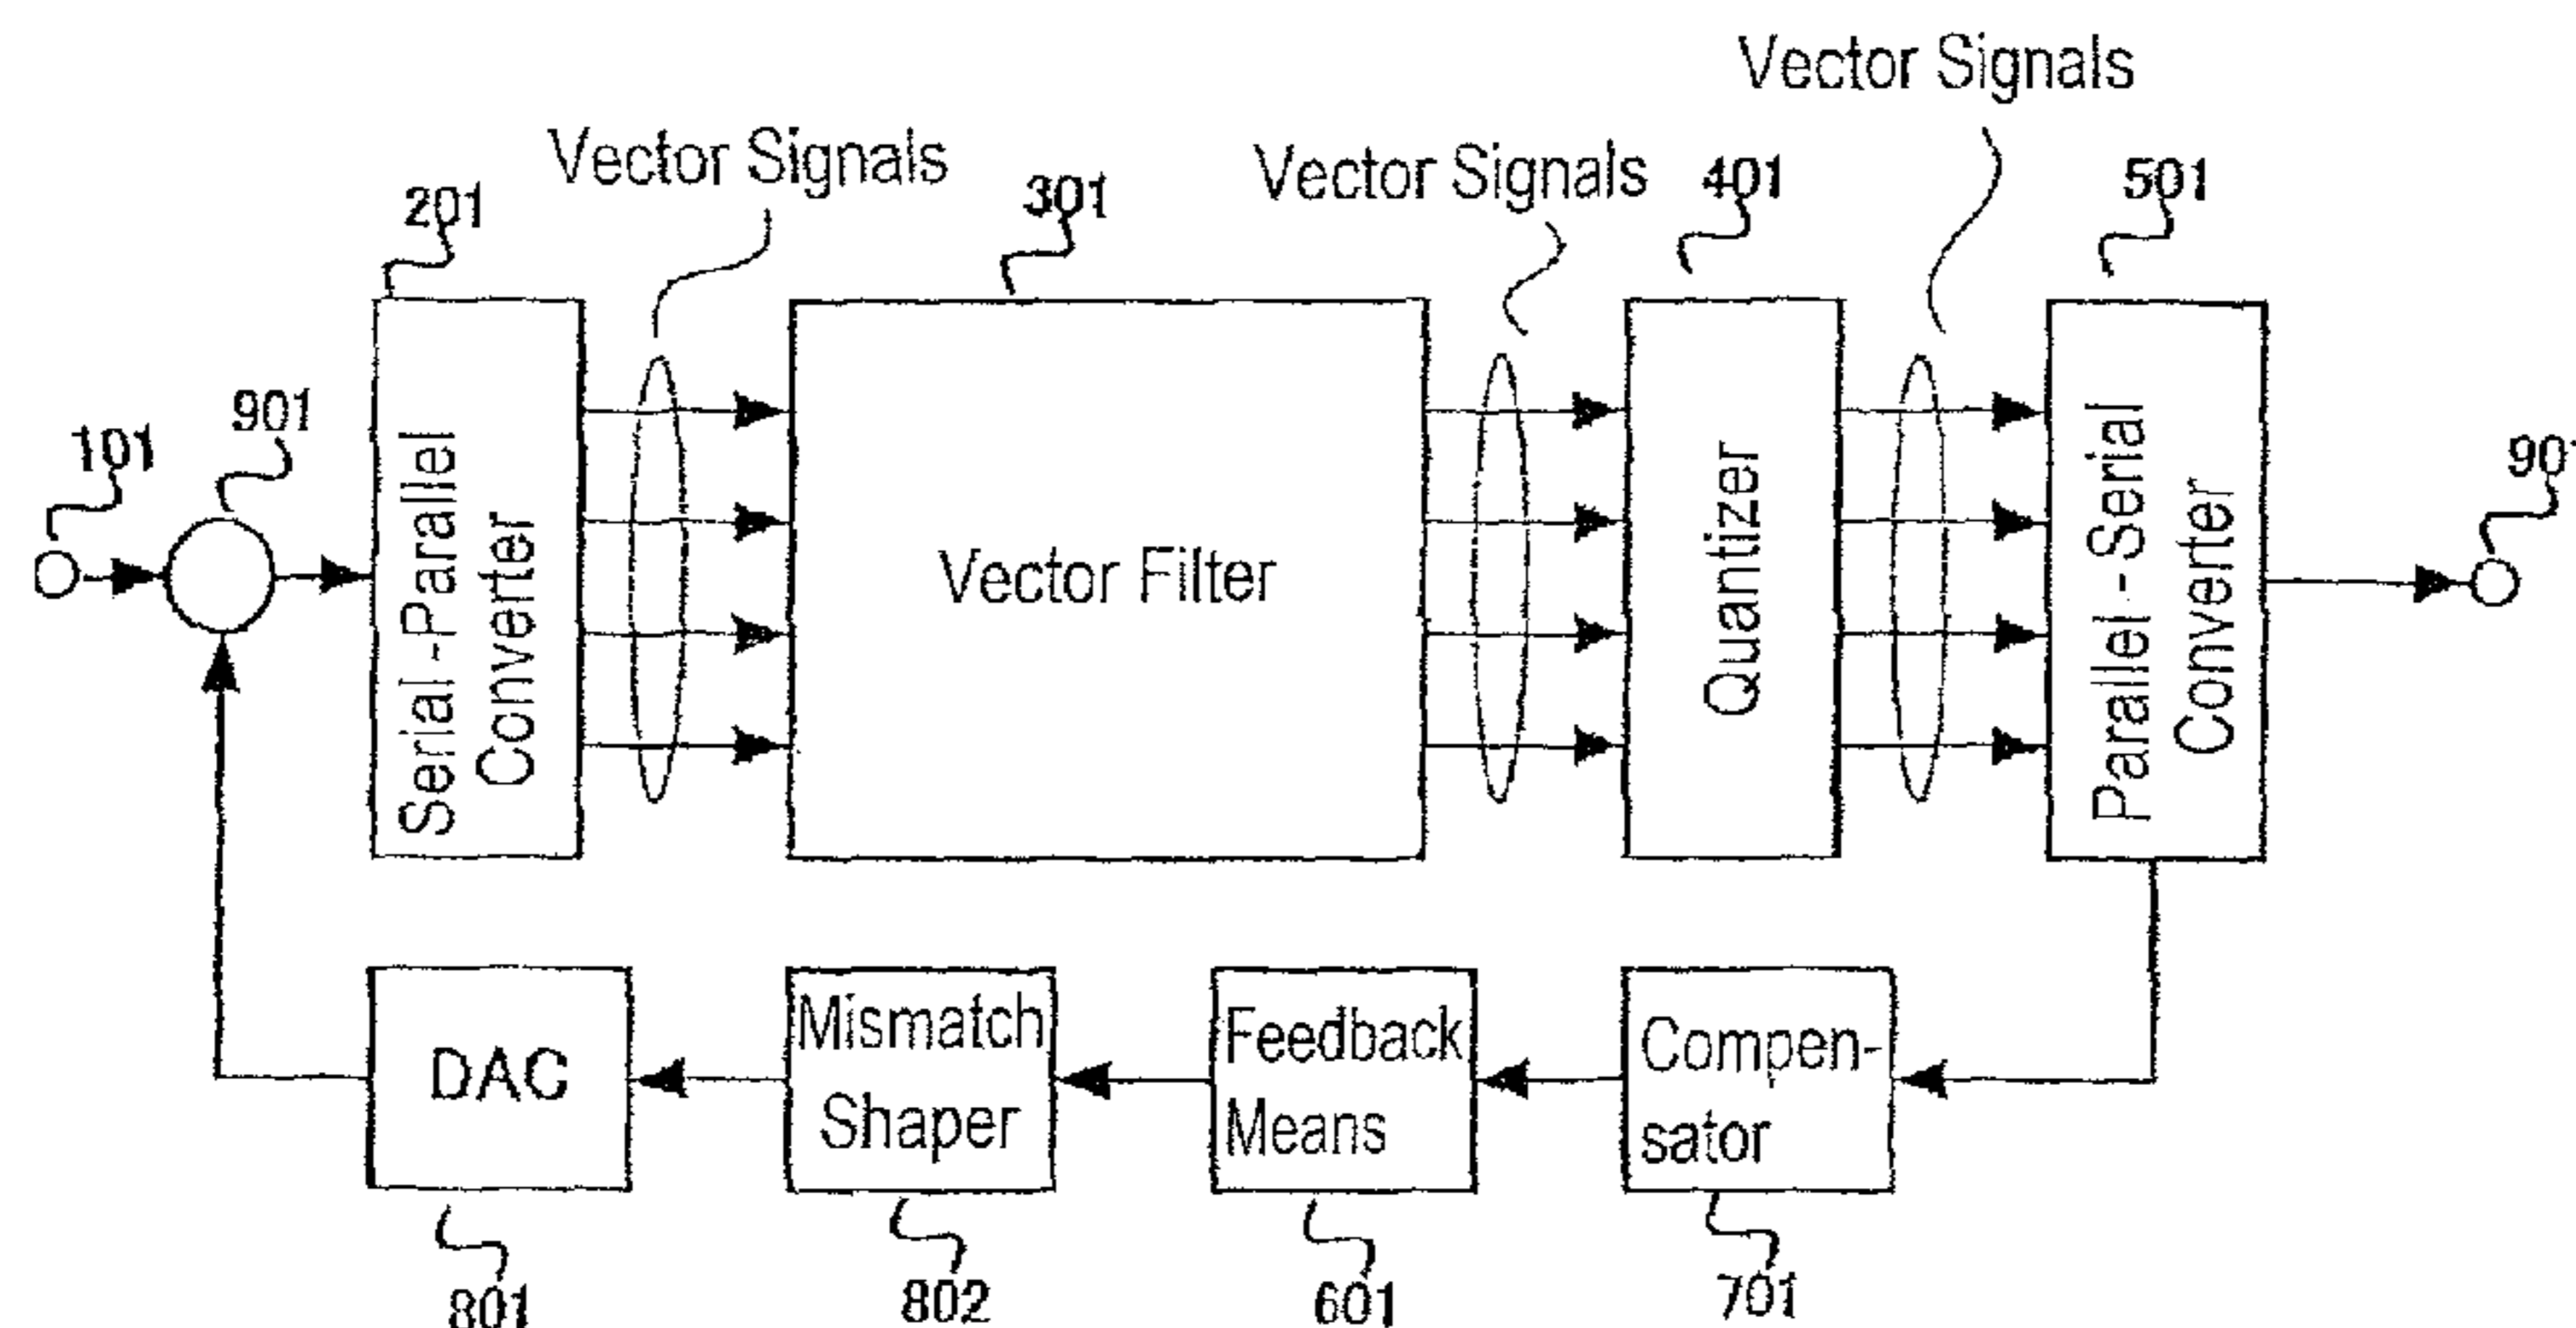 Vector Signals
Vector Signals
Vector Signals
201
301
401
501
901
101
901
Serial-Parallel
Converter
Vector Filter
Quantizer
Parallel-Serial
Converter
DAC
Mismatch
Shaper
Feedback
Means
Compen-
sator
801
802
601
701